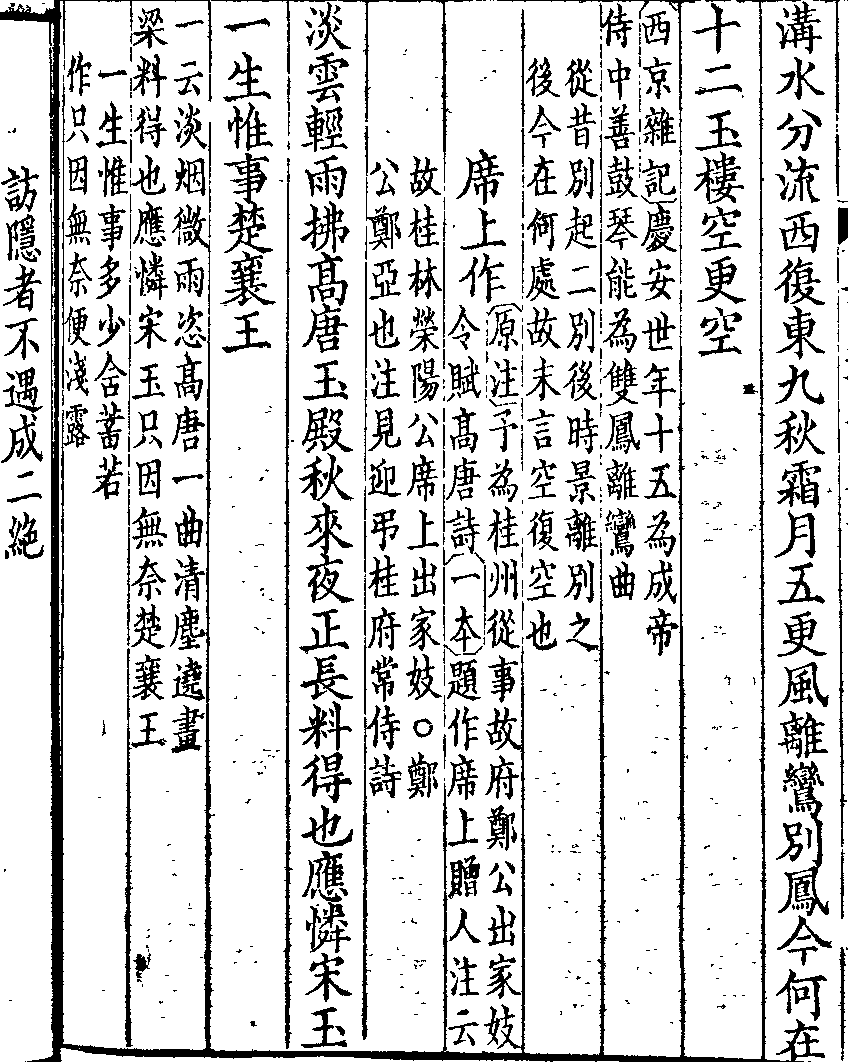 溝水分流西復東九秋霜月五更風離鸞別鳳今何在
十二玉樓空更空
西京雜記慶安世年十五為成帝
侍中善鼓琴能為雙鳳離鸞曲
從昔別起二別後時景離別之
後今在何處故末言空復空也
席上作
原注予為桂州從事故府鄭公出家妓
令賦高唐詩一本題作席上贈人注云
故桂林滎陽公席上出家妓○鄭
公鄭亞也注見迎弔桂府常侍詩
淡雲輕雨拂高唐玉殿秋來夜正長料得也應憐宋玉
一生惟事楚襄王
一云淡烟微雨恣高唐一曲清塵遶畫
梁料得也應憐宋玉只因無奈楚襄王
一生惟事多少含蓄若
作只因無奈便淺露
訪隱者不遇成二絶